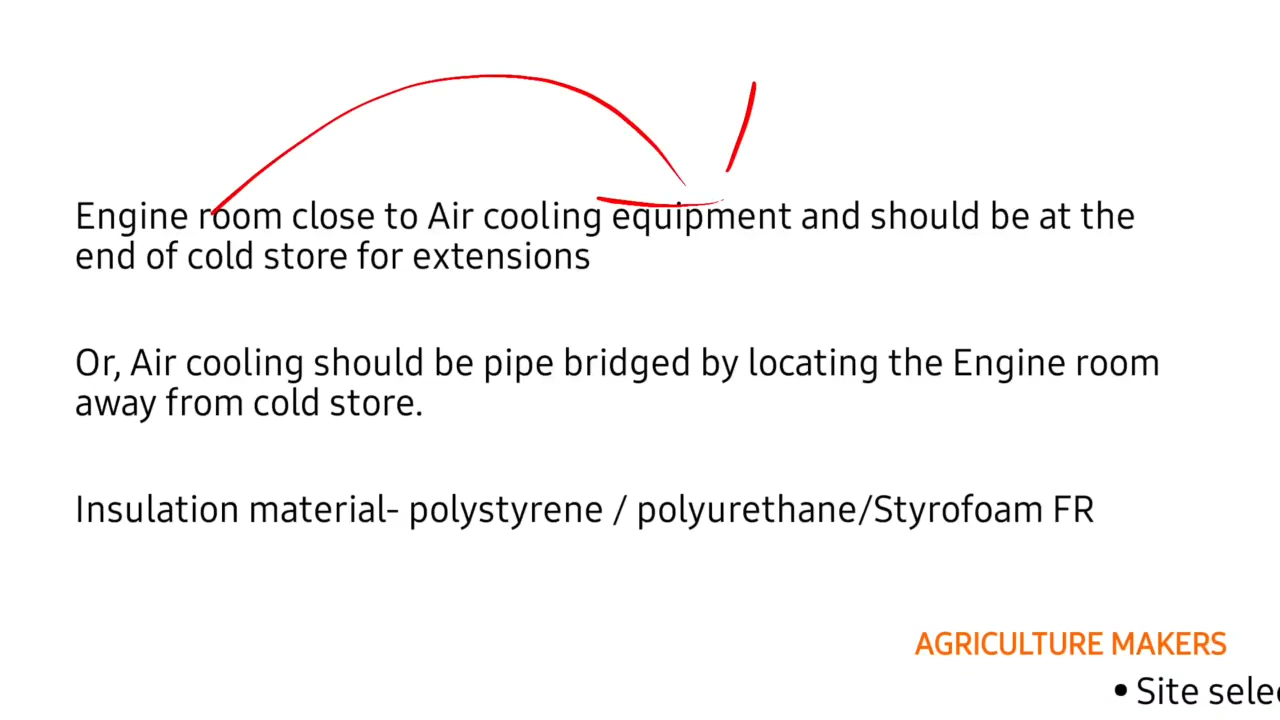 Engine room close to Air cooling equipment and should be at the
end of cold store for extensions
Or, Air cooling should be pipe bridged by locating the Engine room
away from cold store.
Insulation material- polystyrene / polyurethane/Styrofoam FR
AGRICULTURE MAKERS
• Site